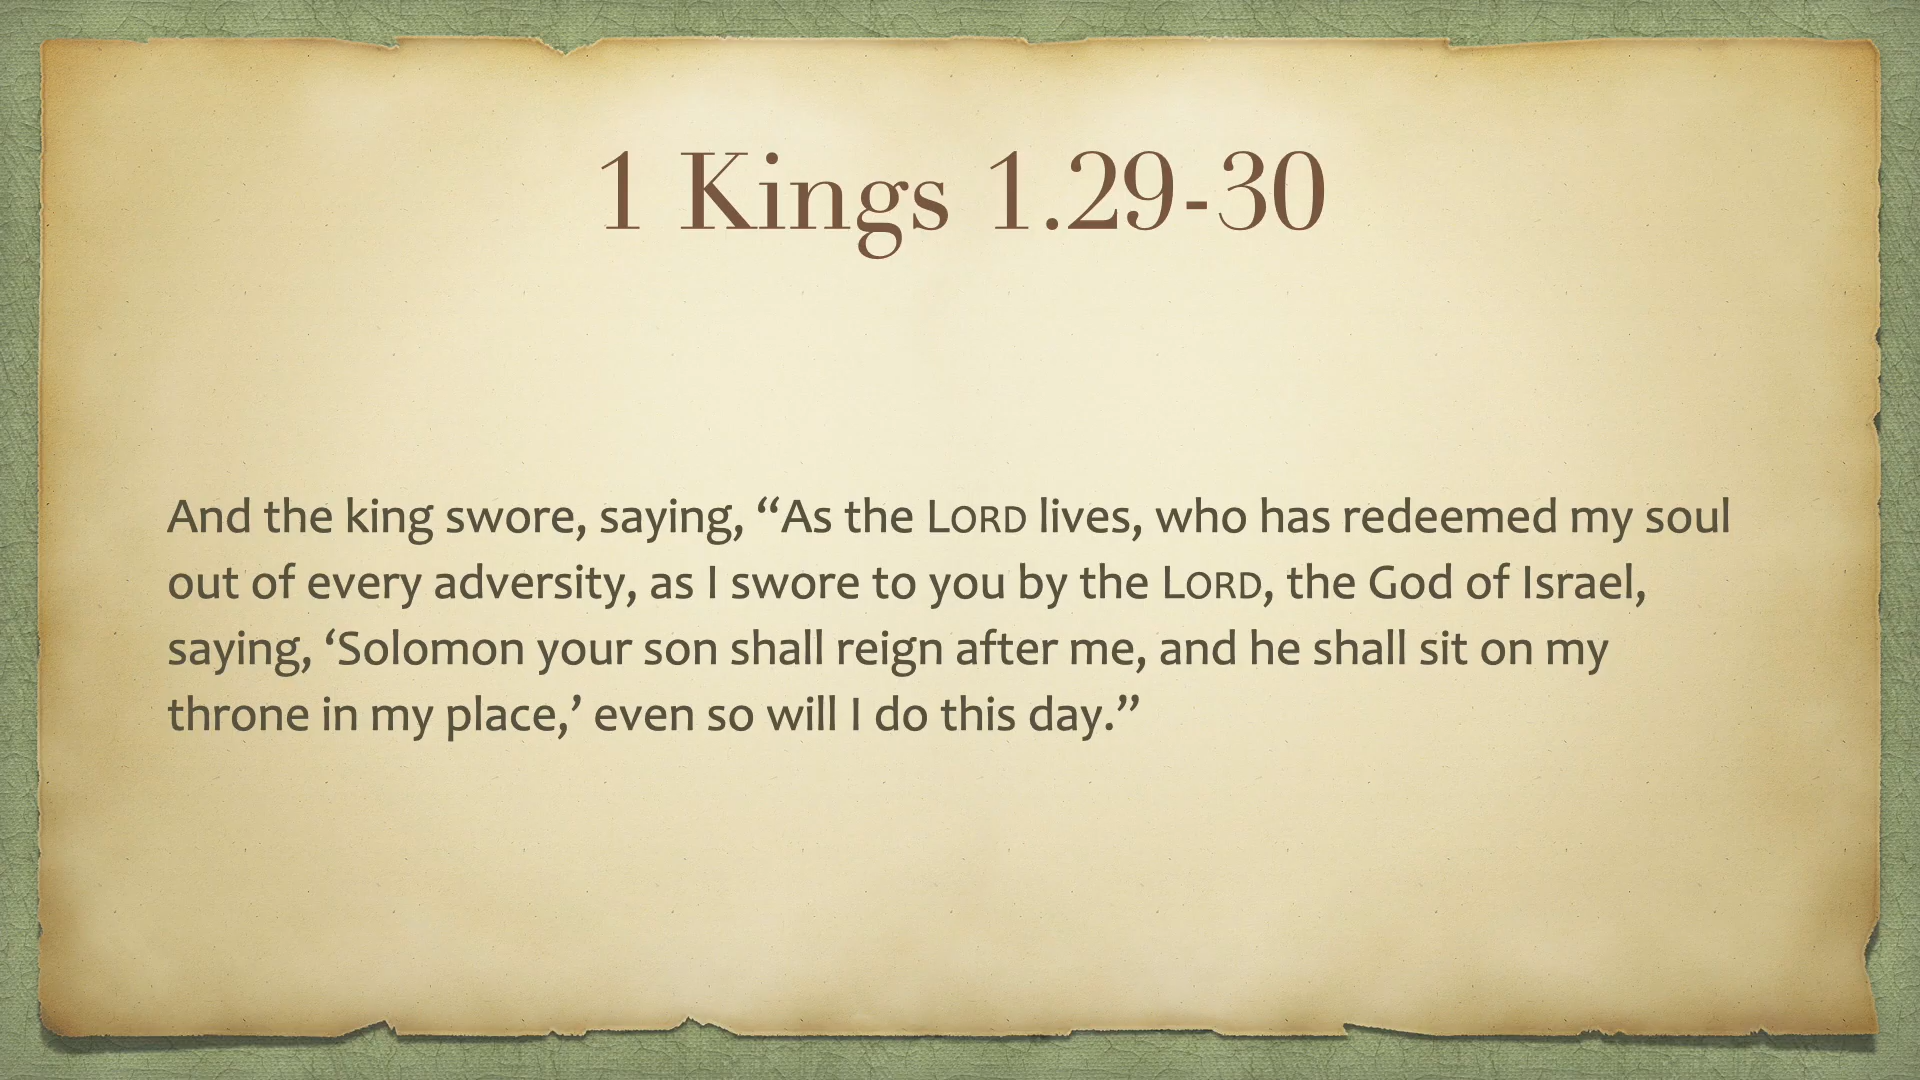 1 Kings 1.29-30
And the king swore, saying, “As the LORD lives, who has redeemed my soul
out of every adversity, as I swore to you by the LORD, the God of Israel,
saying, ‘Solomon your son shall reign after me, and he shall sit on my
throne in my place,’ even so will I do this day.”